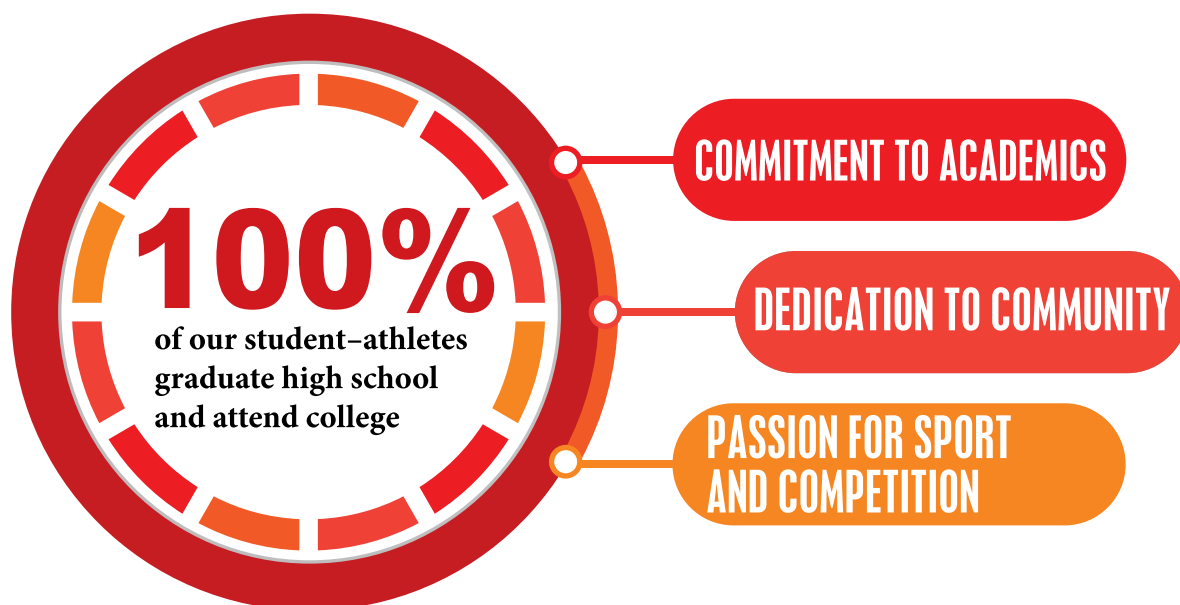 100%
of our student–athletes
graduate high school
and attend college
COMMITMENT TO ACADEMICS
DEDICATION TO COMMUNITY
PASSION FOR SPORT
AND COMPETITION